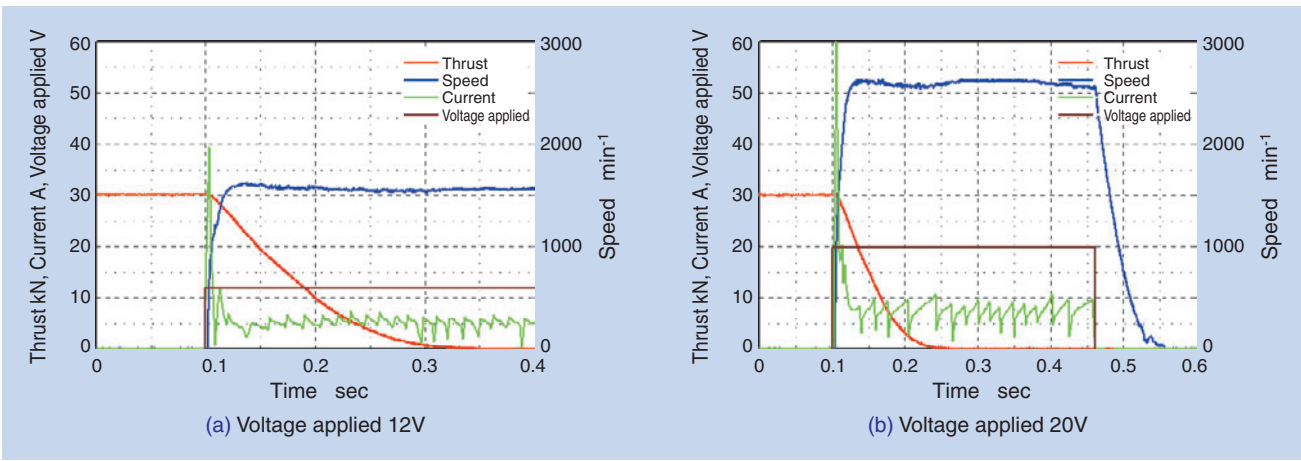 Thrust kN, Current A, Voltage applied V
60
50
40
30
20
10
0
0
0.1
0.2
0.3
0.4
Time sec
3000
2000
1000
0
Speed min-1
Thrust
Speed
Current
Voltage applied
(a) Voltage applied 12V
Thrust kN, Current A, Voltage applied V
60
50
40
30
20
10
0
0
0.1
0.2
0.3
0.4
0.5
0.6
Time sec
3000
2000
1000
0
Speed min-1
Thrust
Speed
Current
Voltage applied
(b) Voltage applied 20V